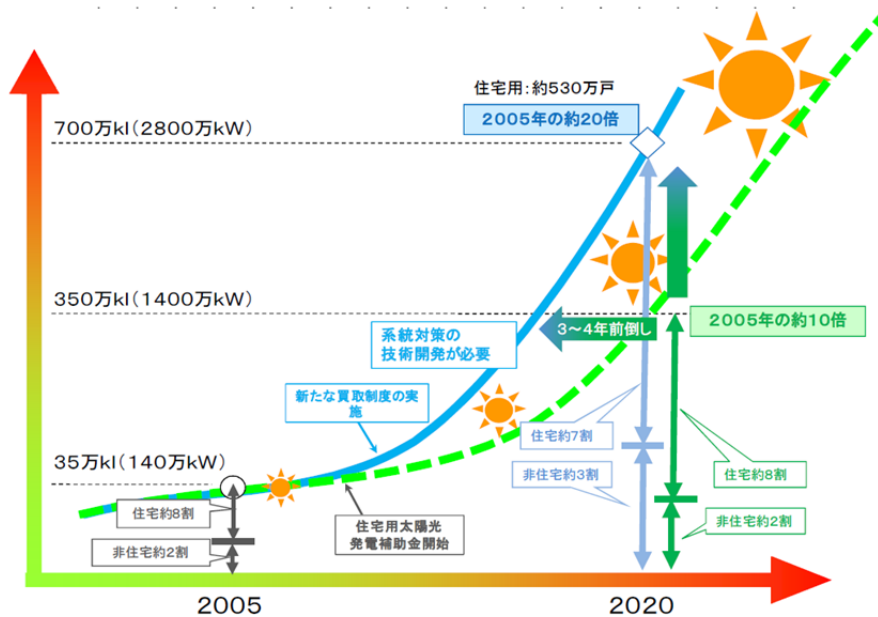 住宅用：約530万戸
2005年の約20倍
700万kl（2800万kW）
350万kl（1400万kW）
2005年の約10倍
3～4年前倒し
系統対策の
技術開発が必要
新たな買取制度の実
施
住宅約7割
35万kl（140万kW）
住宅約8割
非住宅約3割
住宅約8割
住宅用太陽光
発電補助金開始
非住宅約2割
非住宅約2割
2005
2020